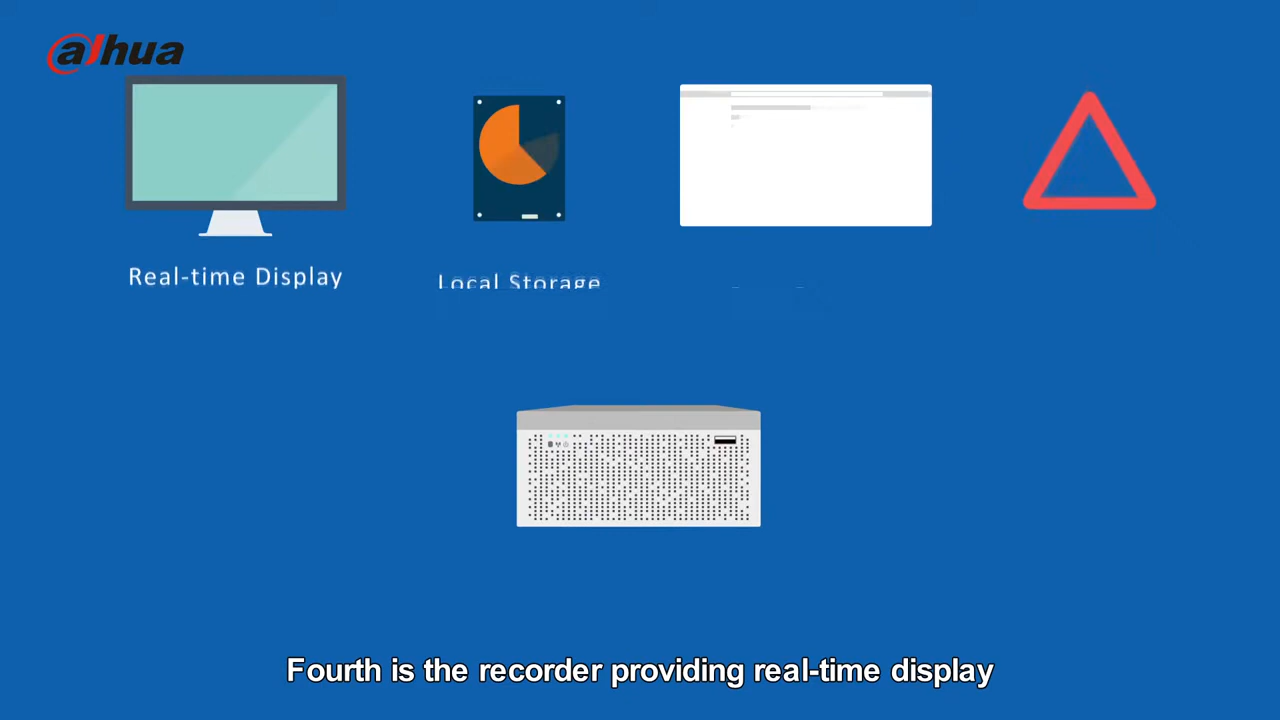 alhua
Real-time Display
Local Storage
Fourth is the recorder providing real-time display